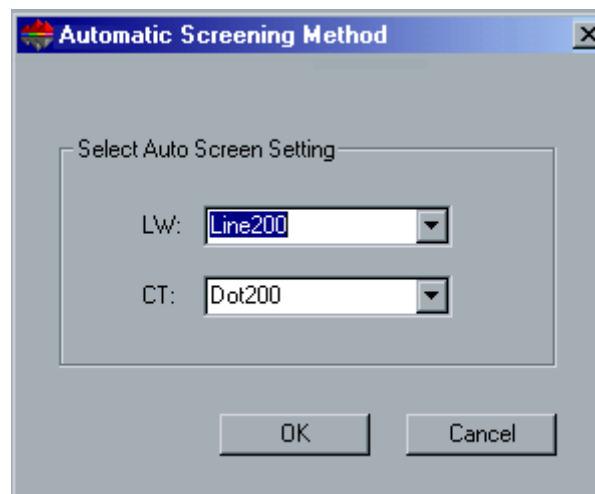 Automatic Screening Method
Select Auto Screen Setting
LW: Line200
CT: Dot200
OK Cancel